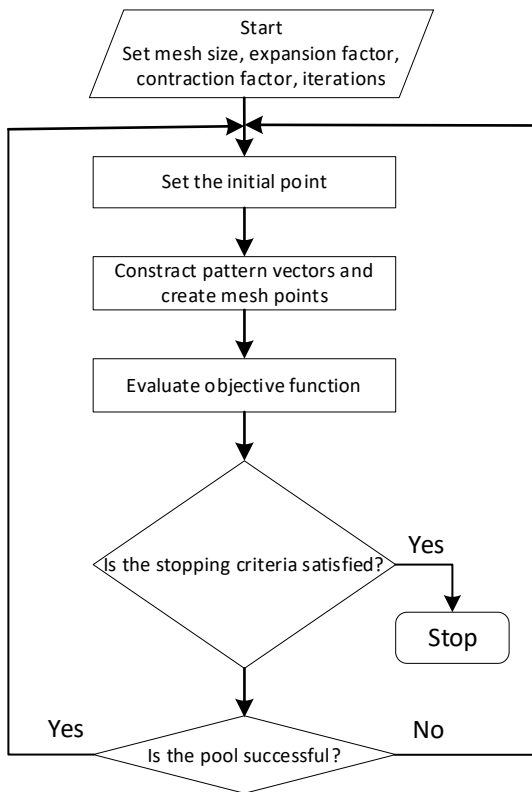 Start
Set mesh size, expansion factor,
contraction factor, iterations
Set the initial point
Constract pattern vectors and
create mesh points
Evaluate objective function
Is the stopping criteria satisfied?
Yes
Stop
Yes
Is the pool successful?
No